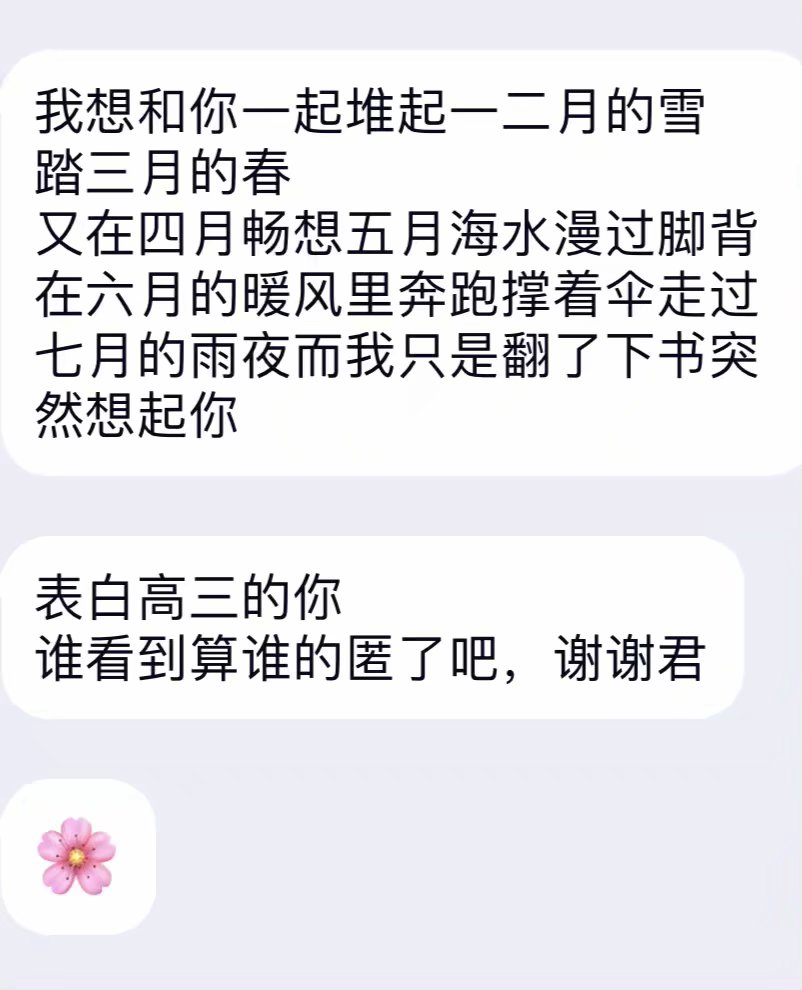 我想和你一起堆起一二月的雪
踏三月的春
又在四月畅想五月海水漫过脚背
在六月的暖风里奔跑撑着伞走过
七月的雨夜而我只是翻了下书突
然想起你
表白高三的你
谁看到算谁的匿了吧，谢谢君